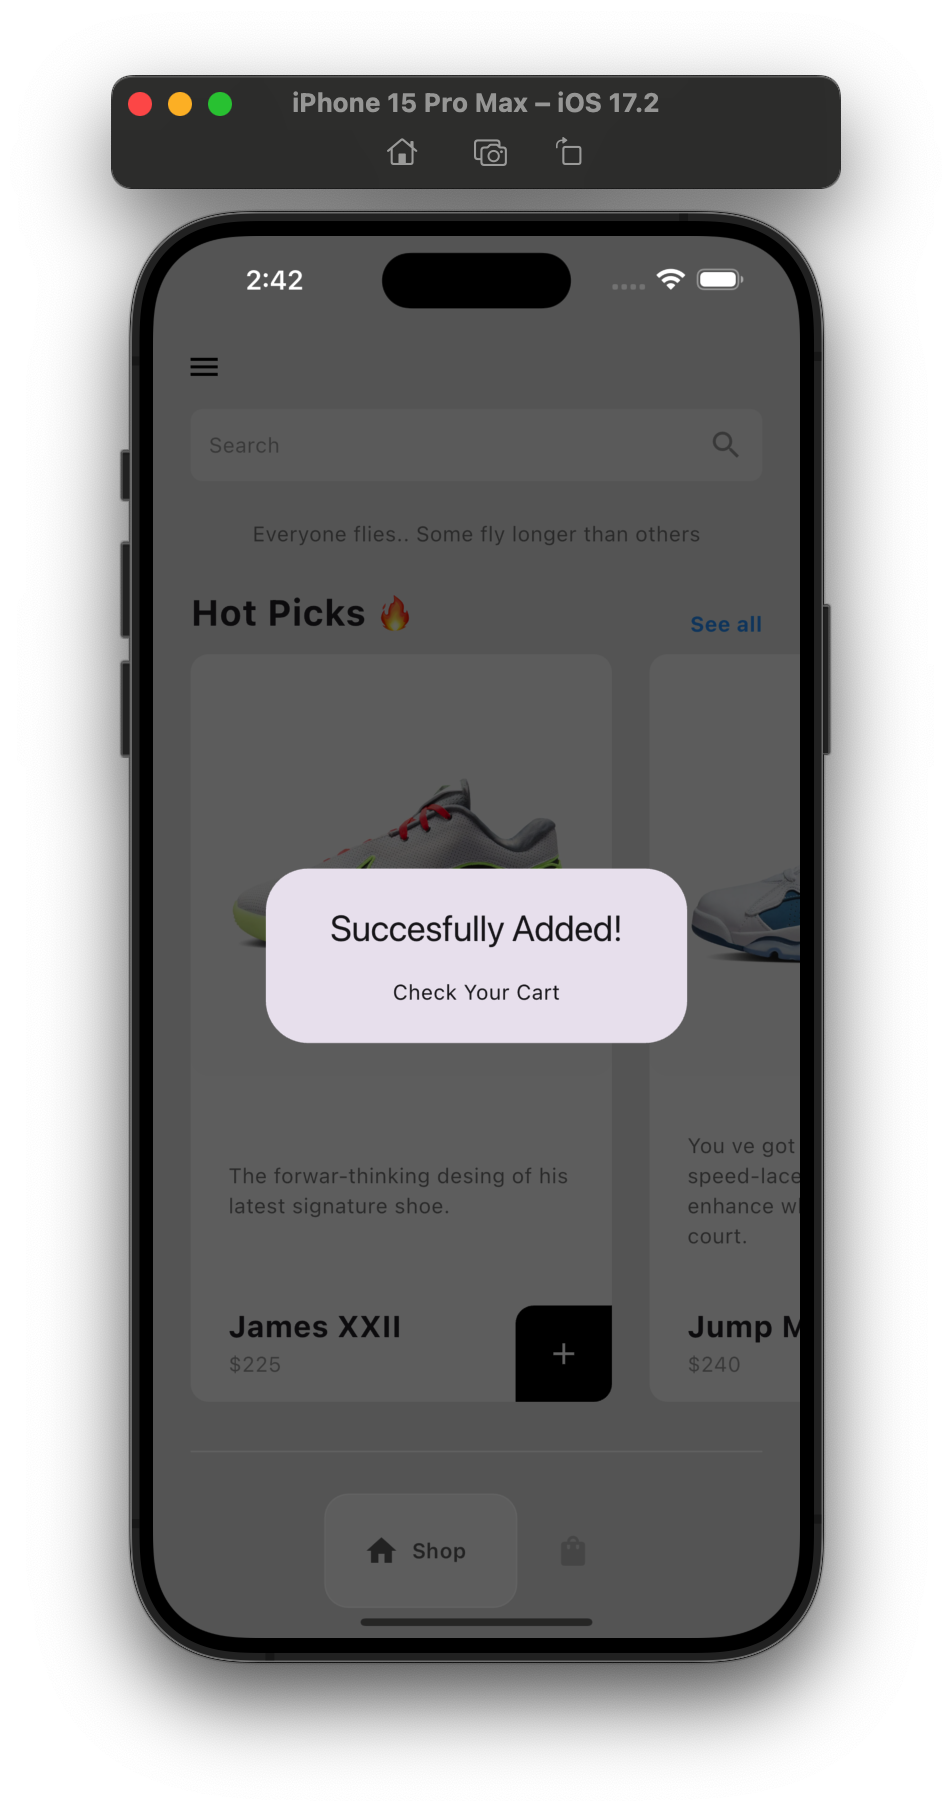 iPhone 15 Pro Max – iOS 17.2
2:42
Search
Everyone flies.. Some fly longer than others
Hot Picks 🔥
See all
Succesfully Added!
Check Your Cart
The forwar-thinking desing of his
latest signature shoe.
James XXII
$225
+
You ve got
speed-lace
enhance w
court.
Jump M
$240
Shop